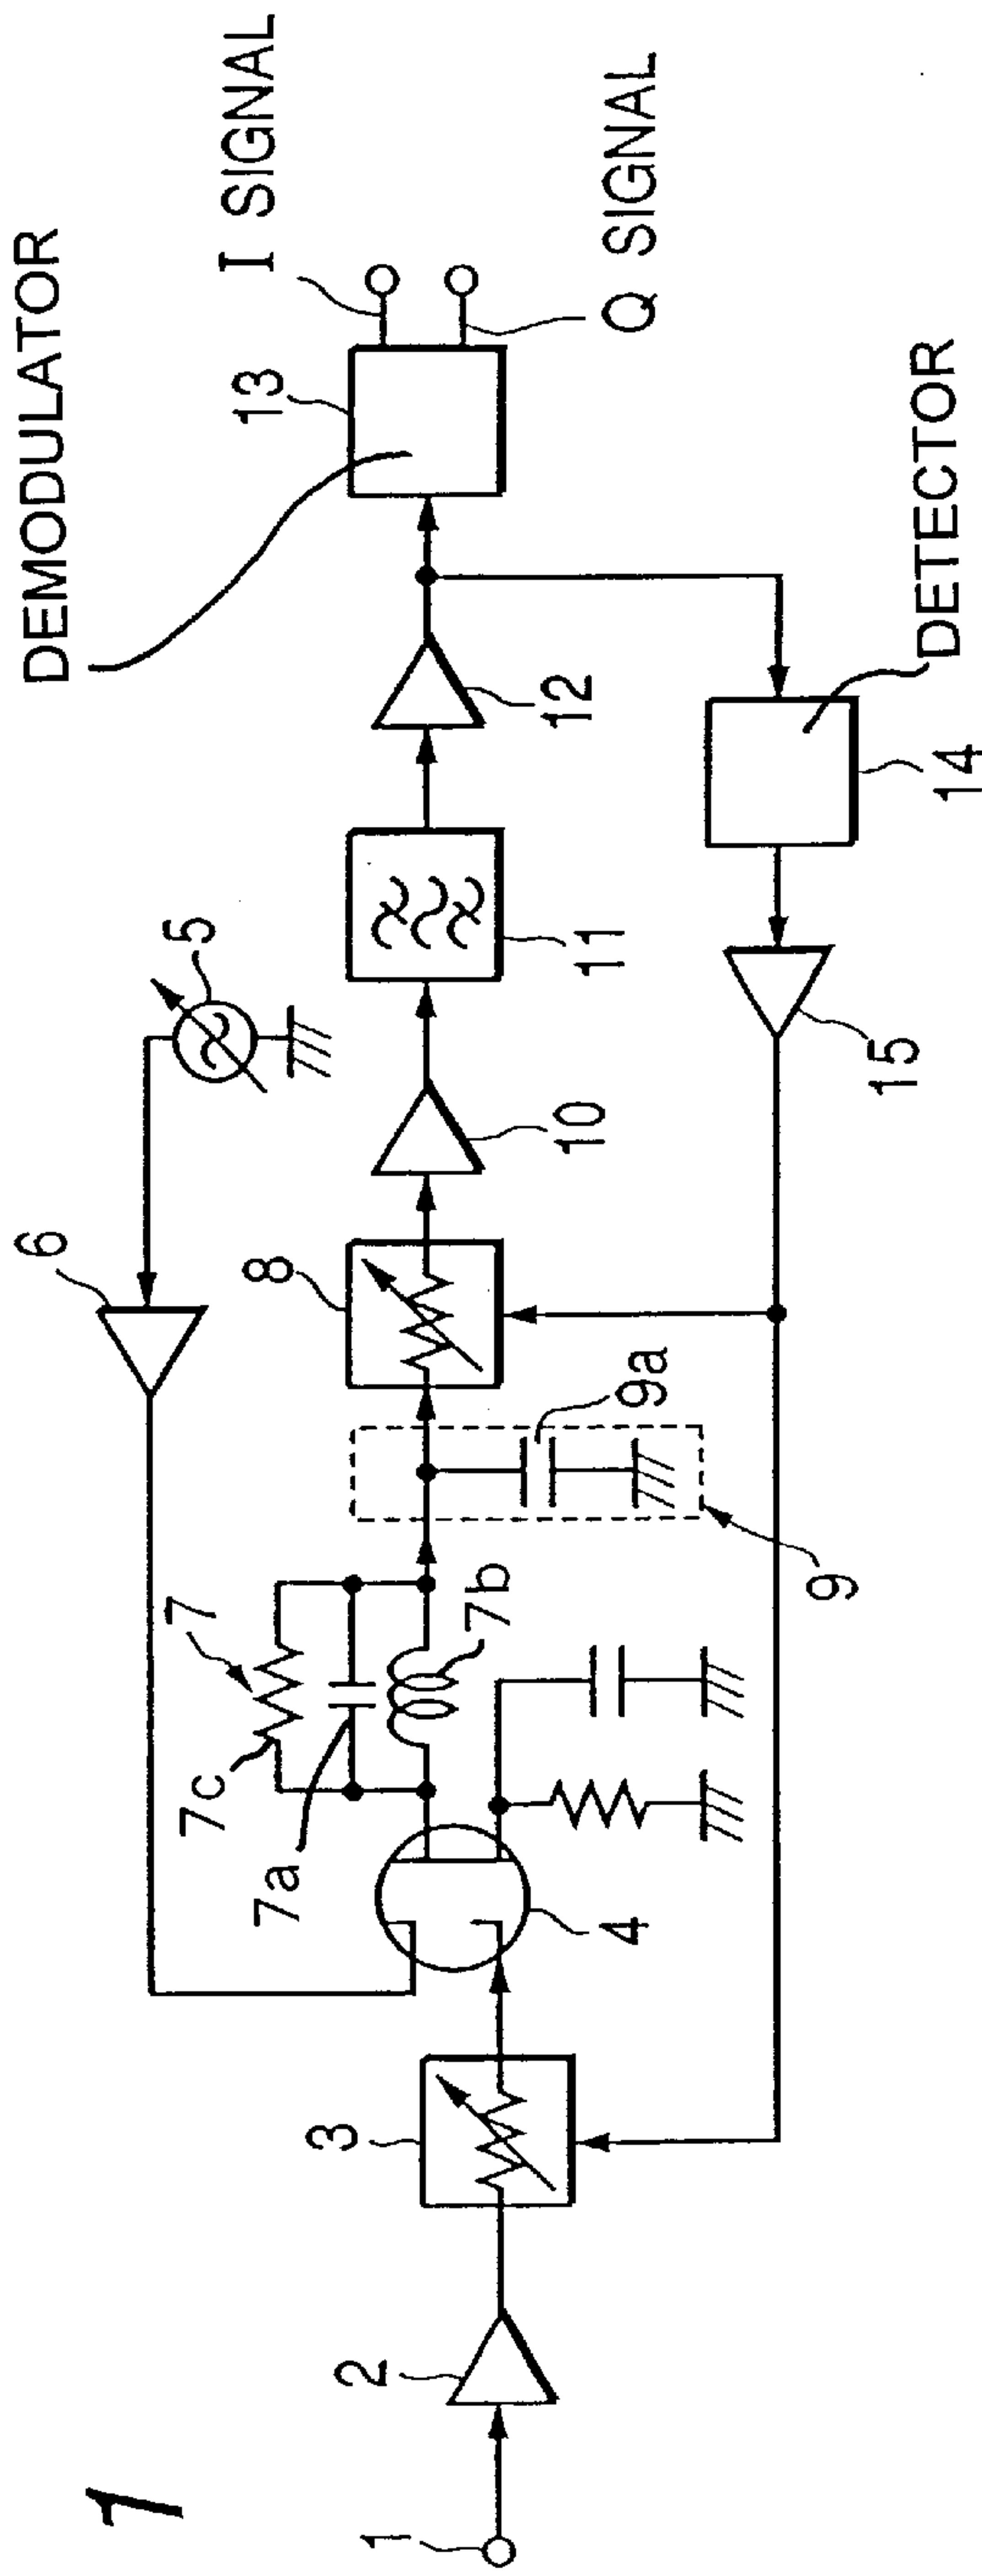 1
DEMODULATOR
I SIGNAL
Q SIGNAL
13
5
6
12
11
10
8
9a
7
7c
7a
7b
9
DETECTOR
14
15
4
3
2
1